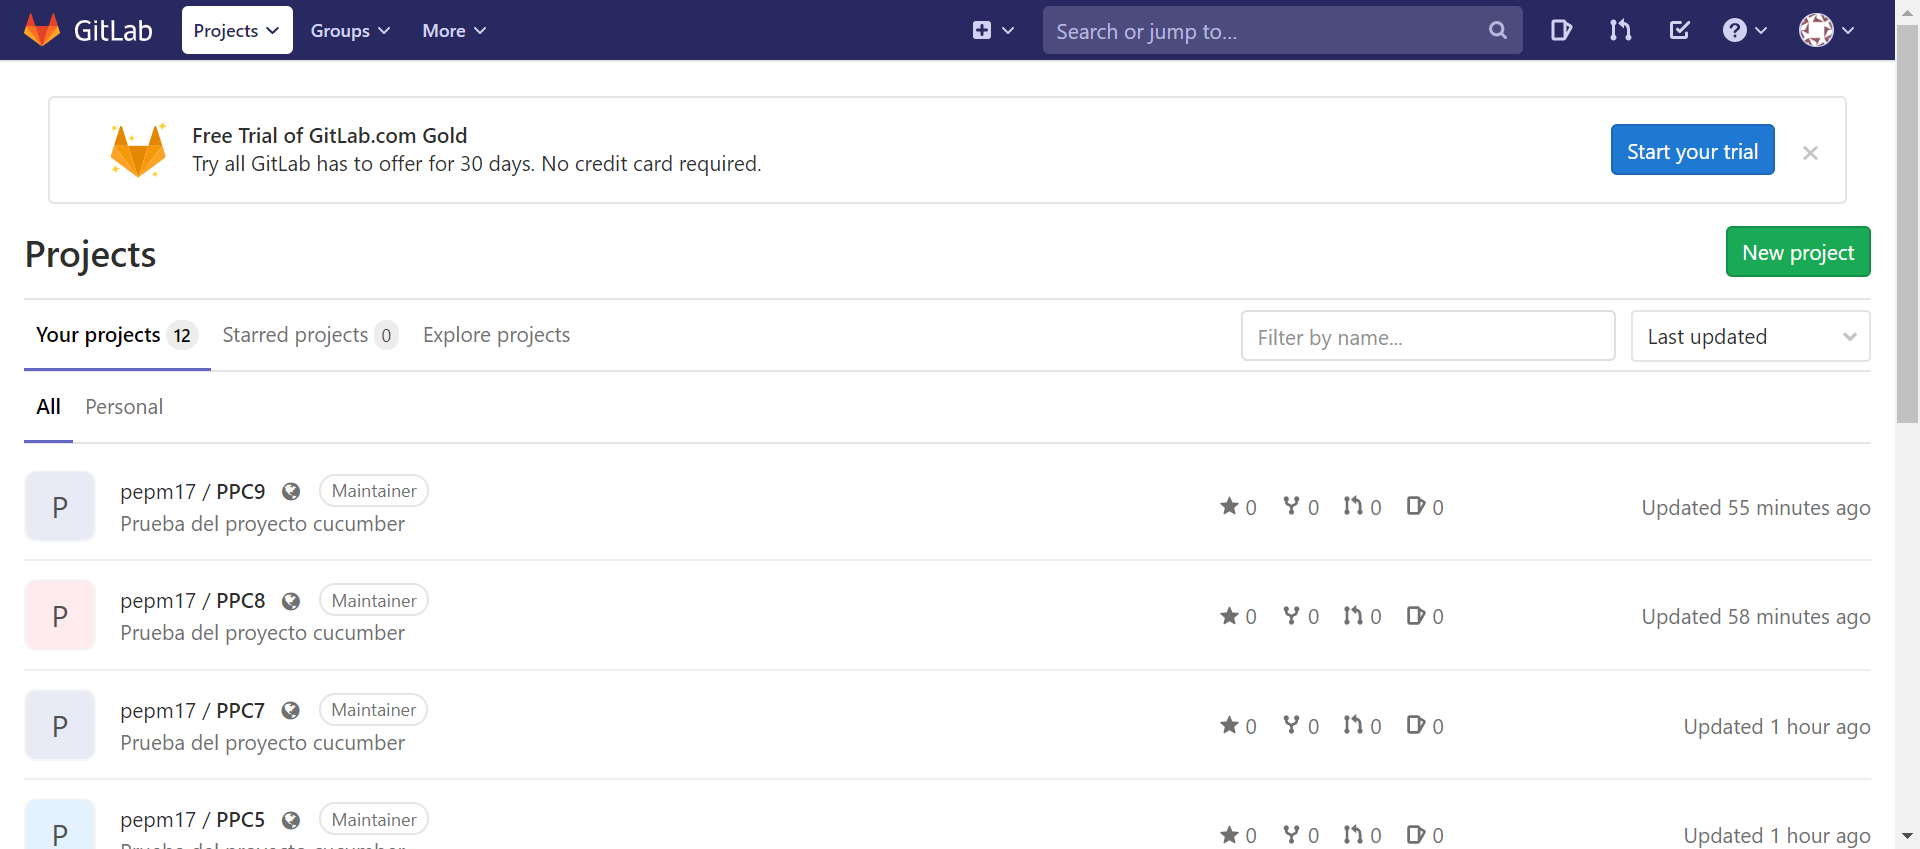 GitLab Projects Groups More Search or jump to...
Free Trial of GitLab.com Gold
Try all GitLab has to offer for 30 days. No credit card required.
Start your trial
Projects
New project
Your projects 12 Starred projects 0 Explore projects Filter by name... Last updated
All Personal
P pepm17 / PPC9 Maintainer
Prueba del proyecto cucumber
0 0 0 0 Updated 55 minutes ago
P pepm17 / PPC8 Maintainer
Prueba del proyecto cucumber
0 0 0 0 Updated 58 minutes ago
P pepm17 / PPC7 Maintainer
Prueba del proyecto cucumber
0 0 0 0 Updated 1 hour ago
P pepm17 / PPC5 Maintainer
0 0 0 0 Updated 1 hour ago